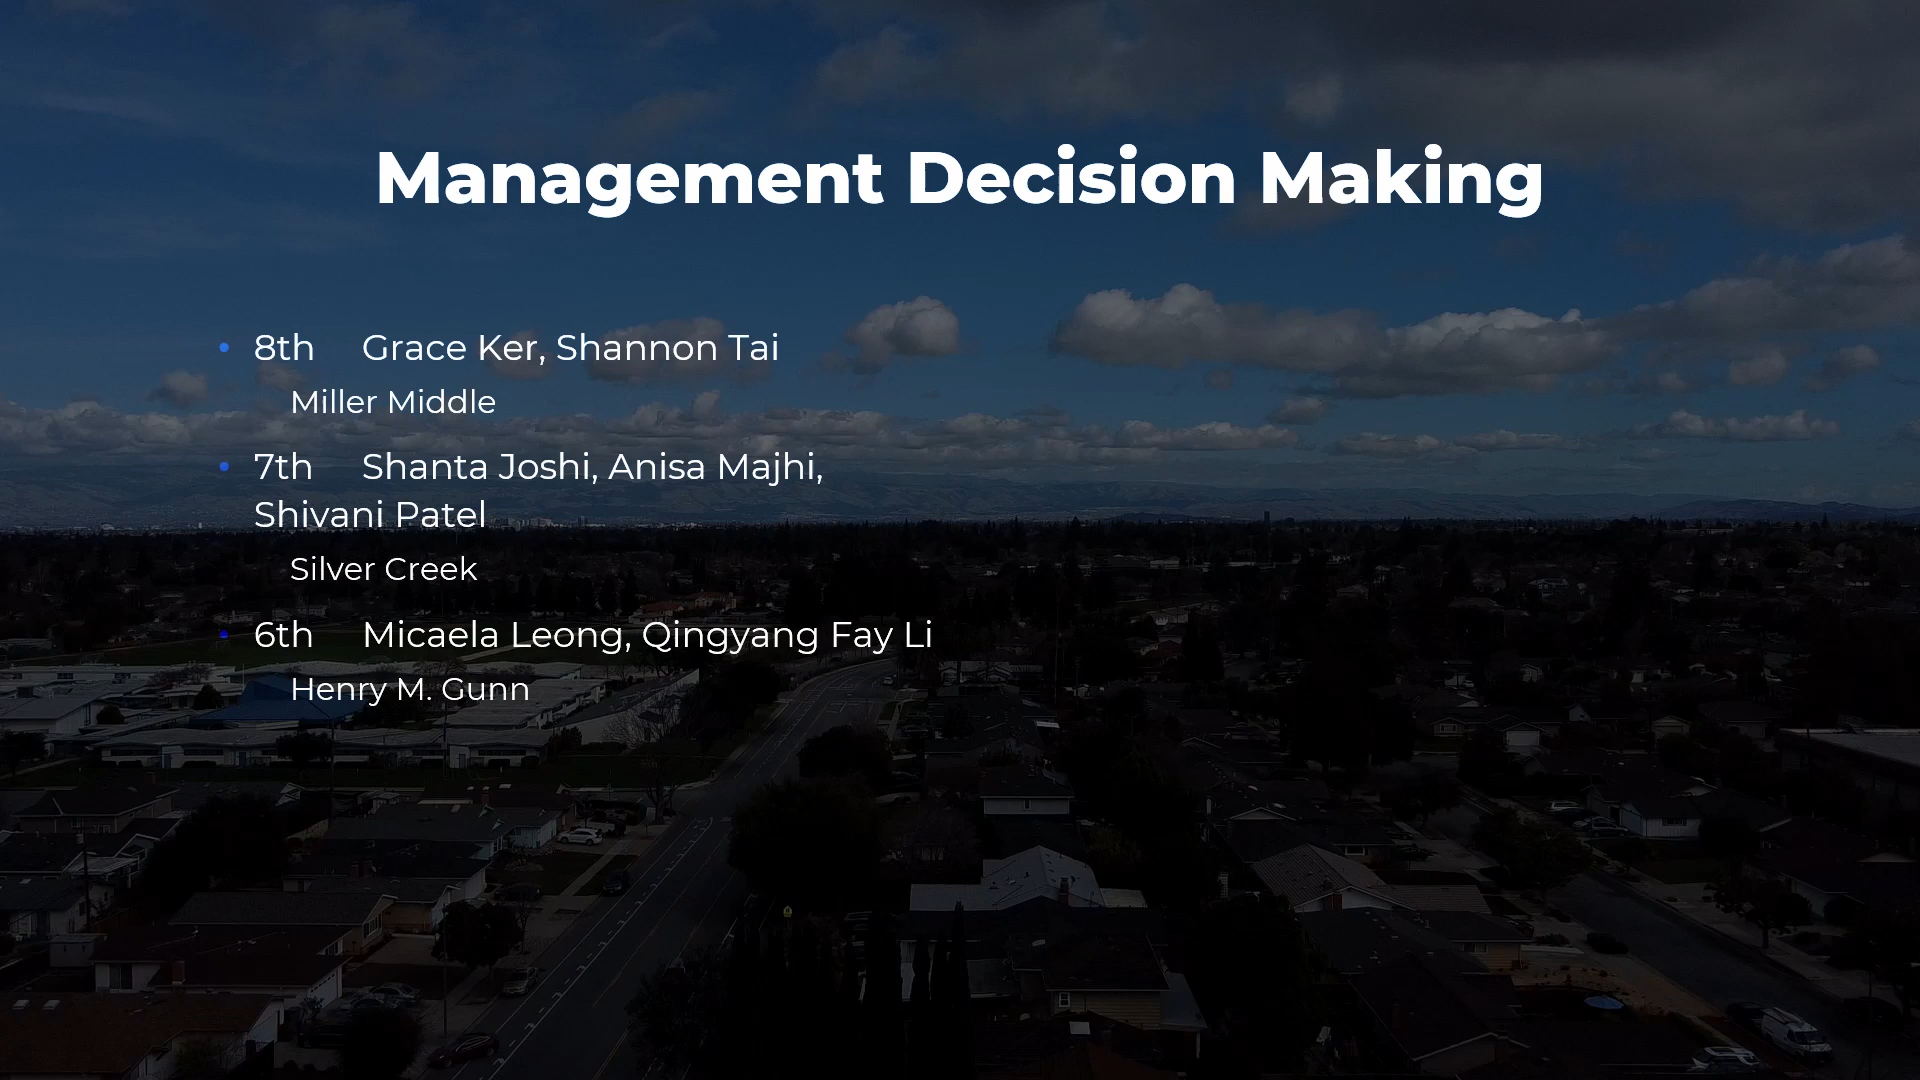 Management Decision Making
8th Grace Ker, Shannon Tai
Miller Middle
7th Shanta Joshi, Anisa Majhi,
Shivani Patel
Silver Creek
6th Micaela Leong, Qingyang Fay Li
Henry M. Gunn